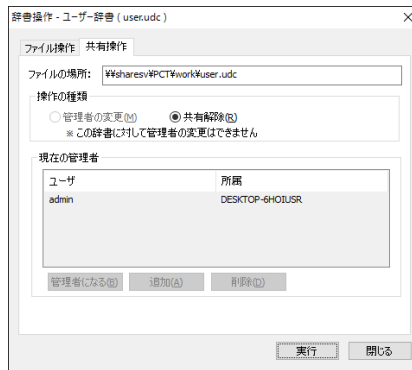 辞書操作 - ユーザー辞書 ( user.udc )
ファイル操作 共有操作
ファイルの場所: ¥¥sharesv¥PCT¥work¥user.udc
操作の種類
管理者の変更(M) 共有解除(R)
※ この辞書に対して管理者の変更はできません
現在の管理者
ユーザ 所属
admin DESKTOP-6HOIUSR
管理者になる(B) 追加(A) 削除(D)
実行 閉じる